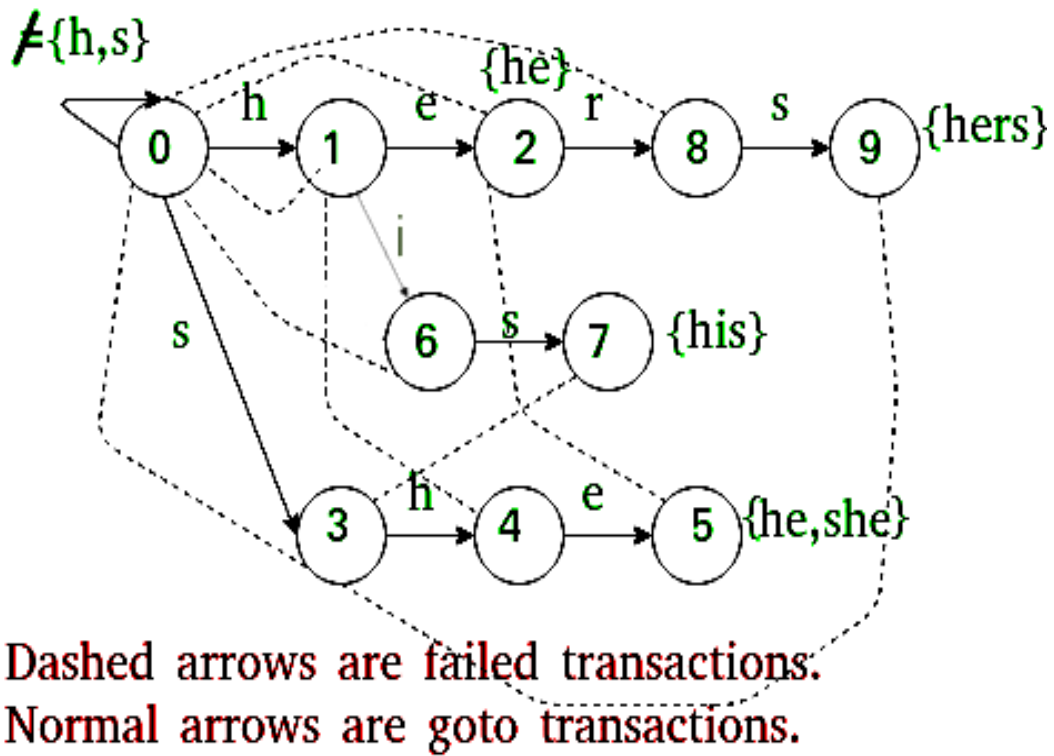 ≠{h,s}
{he}
h
e
r
s
0
1
2
8
9
{hers}
i
s
6
s
7
{his}
3
h
4
e
5
{he,she}
Dashed arrows are failed transactions.
Normal arrows are goto transactions.